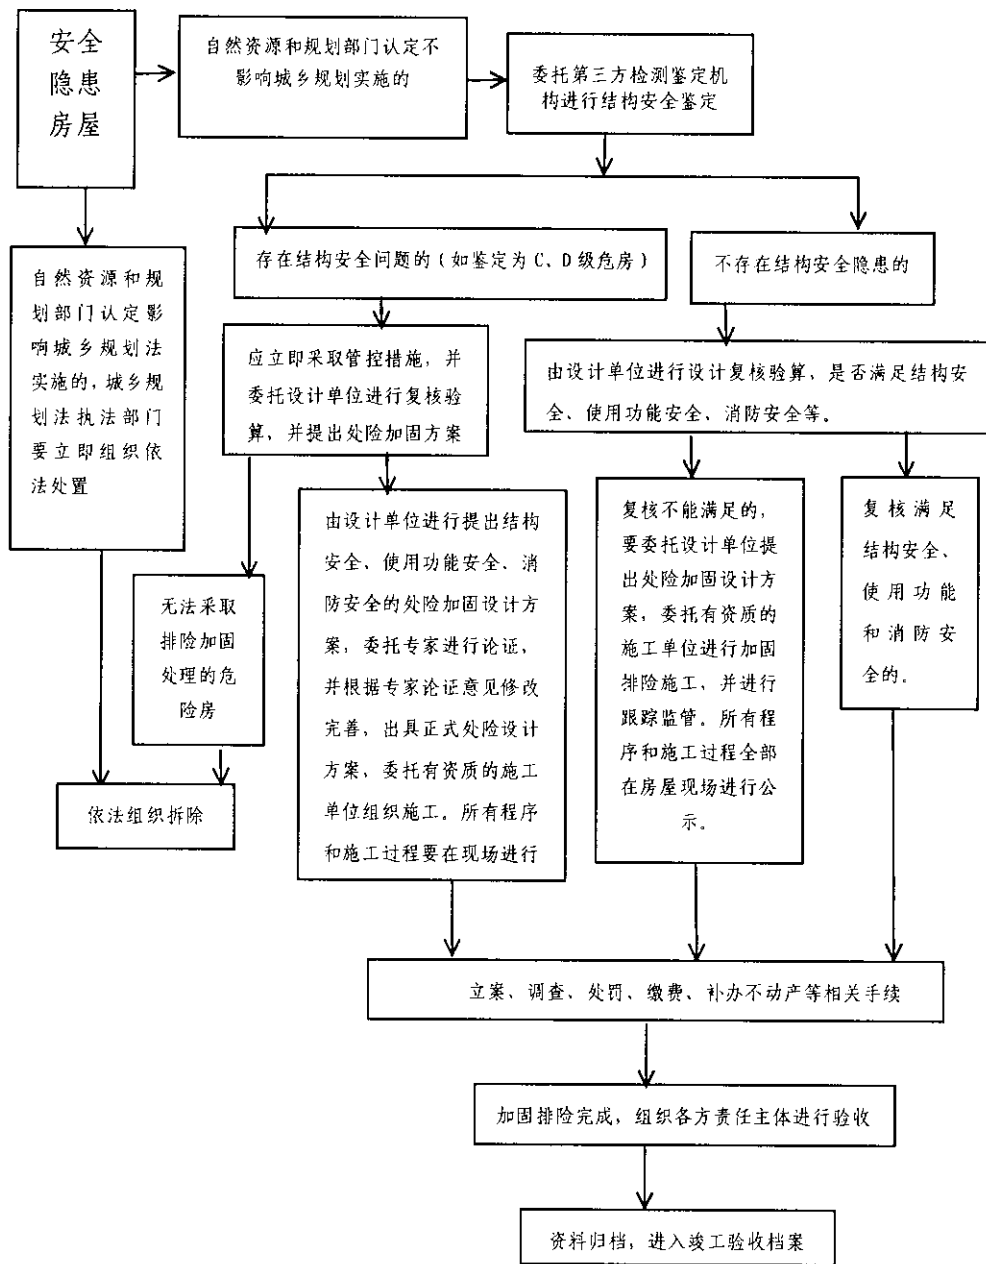 安全
隐患
房屋
自然资源和规划部门认定不
影响城乡规划实施的
委托第三方检测鉴定机
构进行结构安全鉴定
存在结构安全问题的（如鉴定为 C、D 级危房）
不存在结构安全隐患的
自然资源和规
划部门认定影
响城乡规划法
实施的，城乡规
划法执法部门
要立即组织依
法处置
应立即采取管控措施，并
委托设计单位进行复核验
算，并提出处险加固方案
由设计单位进行设计复核验算，是否满足结构安
全、使用功能安全、消防安全等。
无法采取
排险加固
处理的危
险房
由设计单位进行提出结构
安全、使用功能安全、消
防安全的处险加固设计方
案，委托专家进行论证，
并根据专家论证意见修改
完善，出具正式处险设计
方案，委托有资质的施工
单位组织施工。所有程序
和施工过程要在现场进行
复核不能满足的，
要委托设计单位提
出处险加固设计方
案，委托有资质的
施工单位进行加固
排险施工，并进行
跟踪监管。所有程
序和施工过程全部
在房屋现场进行公
示。
复核满足
结构安全、
使用功能
和消防安
全的。
依法组织拆除
立案、调查、处罚、缴费、补办不动产等相关手续
加固排险完成，组织各方责任主体进行验收
资料归档，进入竣工验收档案